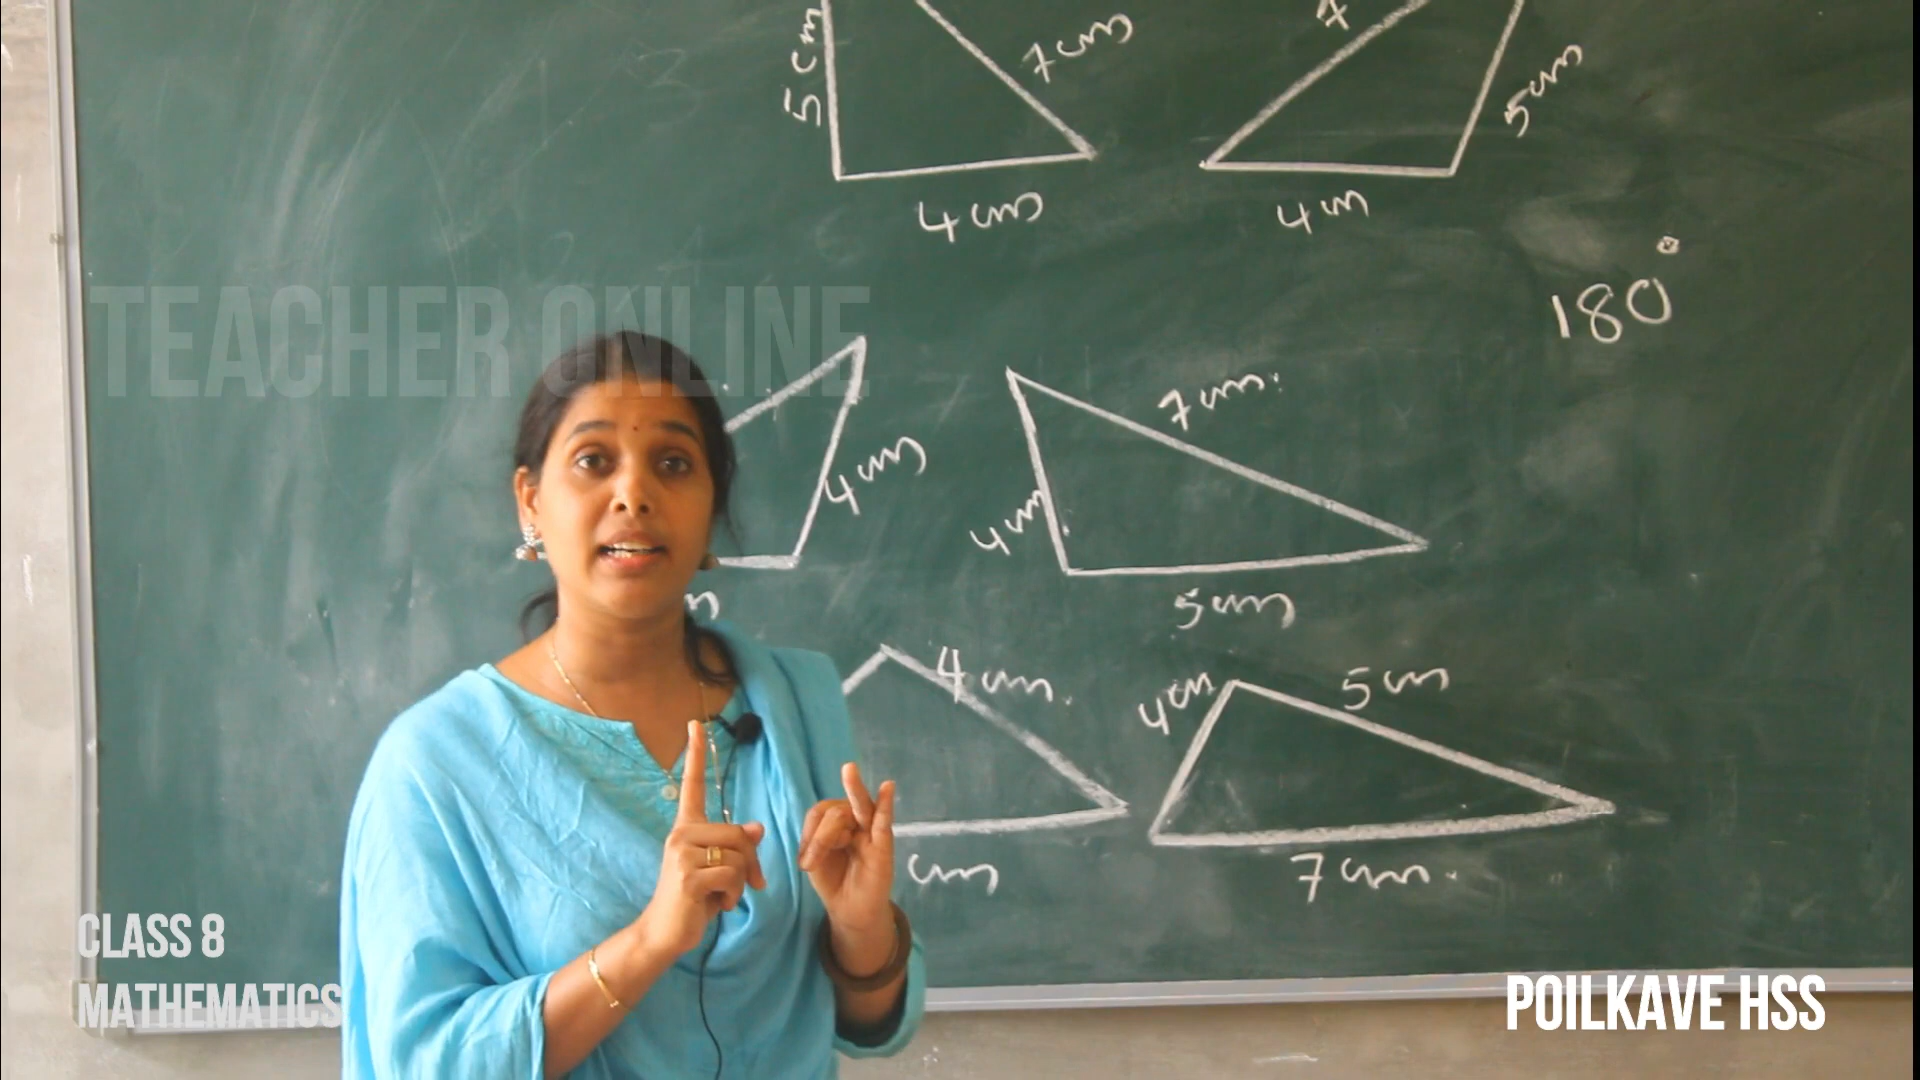 5cm
7cm
7
5cm
4cm
4cm
180°
TEACHER ONLINE
4cm
7cm.
4cm
5cm
4cm.
4cm
5cm
cm
7cm.
CLASS 8
MATHEMATICS
POILKAVE HSS